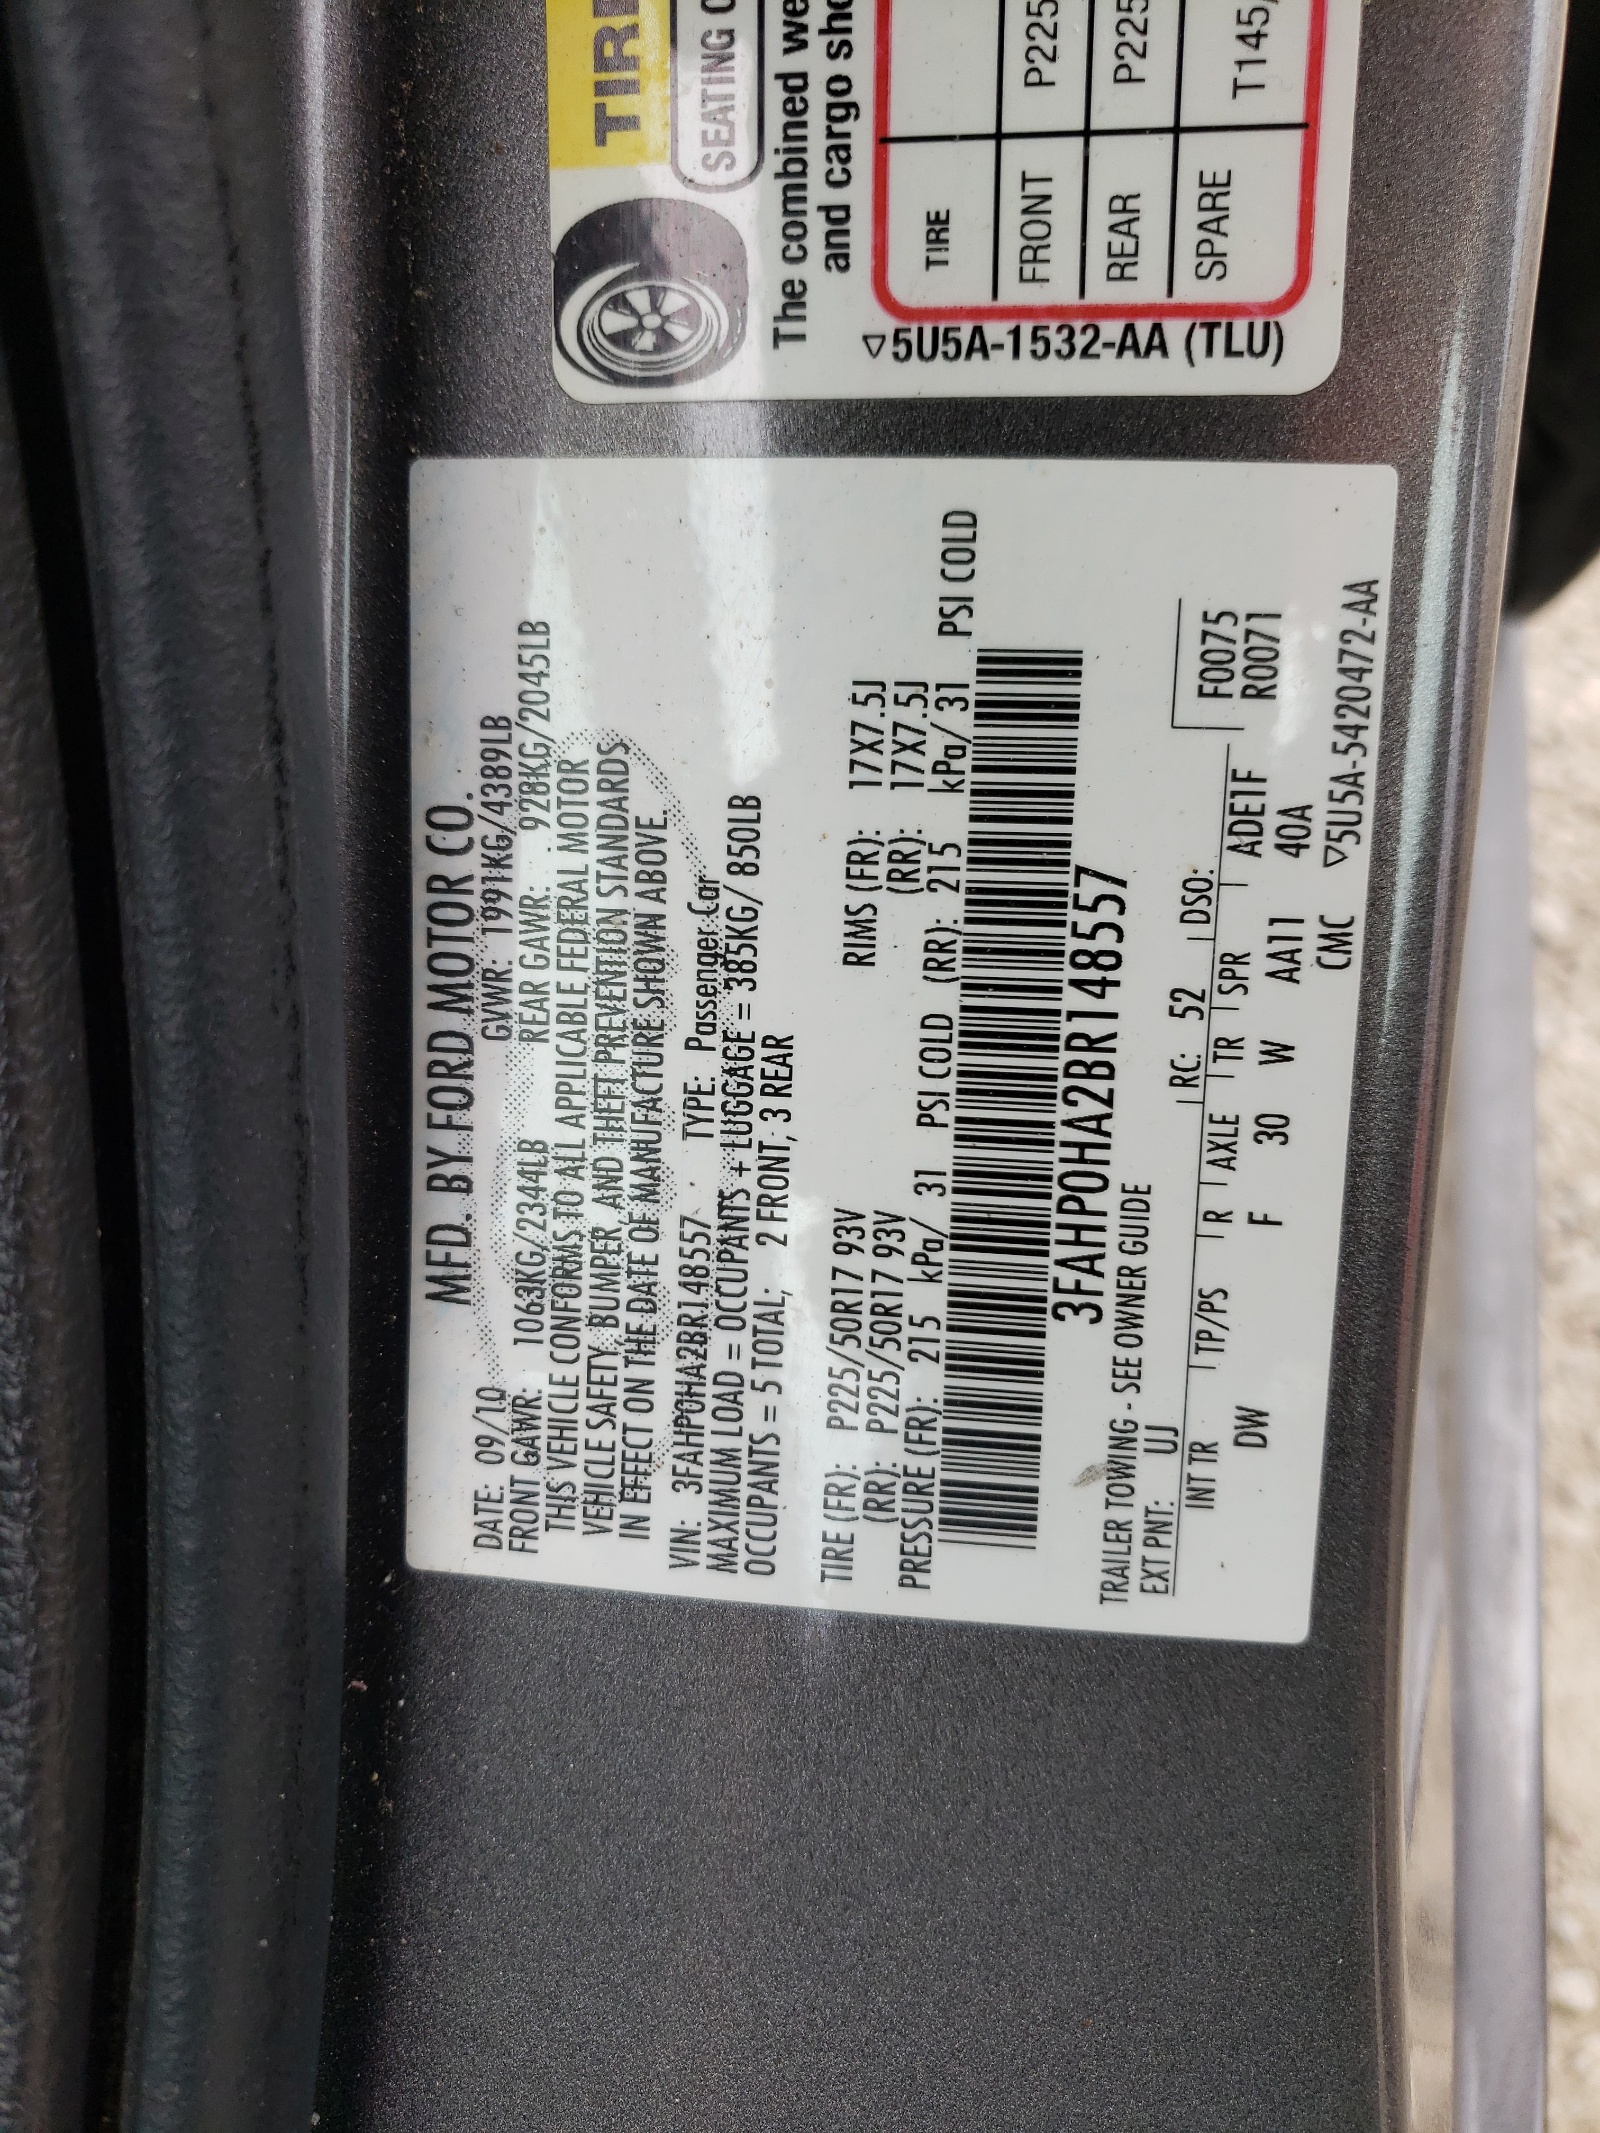 MFD. BY FORD MOTOR CO.
DATE: 09/10 GVWR: 1991KG/4389LB
FRONT GAWR: 1063KG/2344LB REAR GAWR: 928KG/2045LB
THIS VEHICLE CONFORMS TO ALL APPLICABLE FEDERAL MOTOR
VEHICLE SAFETY, BUMPER, AND THEFT PREVENTION STANDARDS
IN EFFECT ON THE DATE OF MANUFACTURE SHOWN ABOVE.
VIN: 3FAHP0HA2BR148557 TYPE: Passenger Car
MAXIMUM LOAD = OCCUPANTS + LUGGAGE = 385KG/ 850LB
OCCUPANTS = 5 TOTAL, 2 FRONT, 3 REAR
TIRE (FR): P225/50R17 93V RIMS (FR): 17X7.5J
(RR): P225/50R17 93V (RR): 17X7.5J
PRESSURE (FR): 215 kPa/ 31 PSI COLD (RR): 215 kPa/ 31 PSI COLD
3FAHP0HA2BR148557
TRAILER TOWING - SEE OWNER GUIDE
EXT PNT: UJ RC: 52 DSO:
F0075
R0071
INT TR TP/PS R AXLE TR SPR ADE1F
DW F 30 W AA11 40A
CMC ▽5U5A-5420472-AA
TIR
SEATING C
The combined we
and cargo sho
TIRE
FRONT P225
REAR P225
SPARE T145/
▽5U5A-1532-AA (TLU)